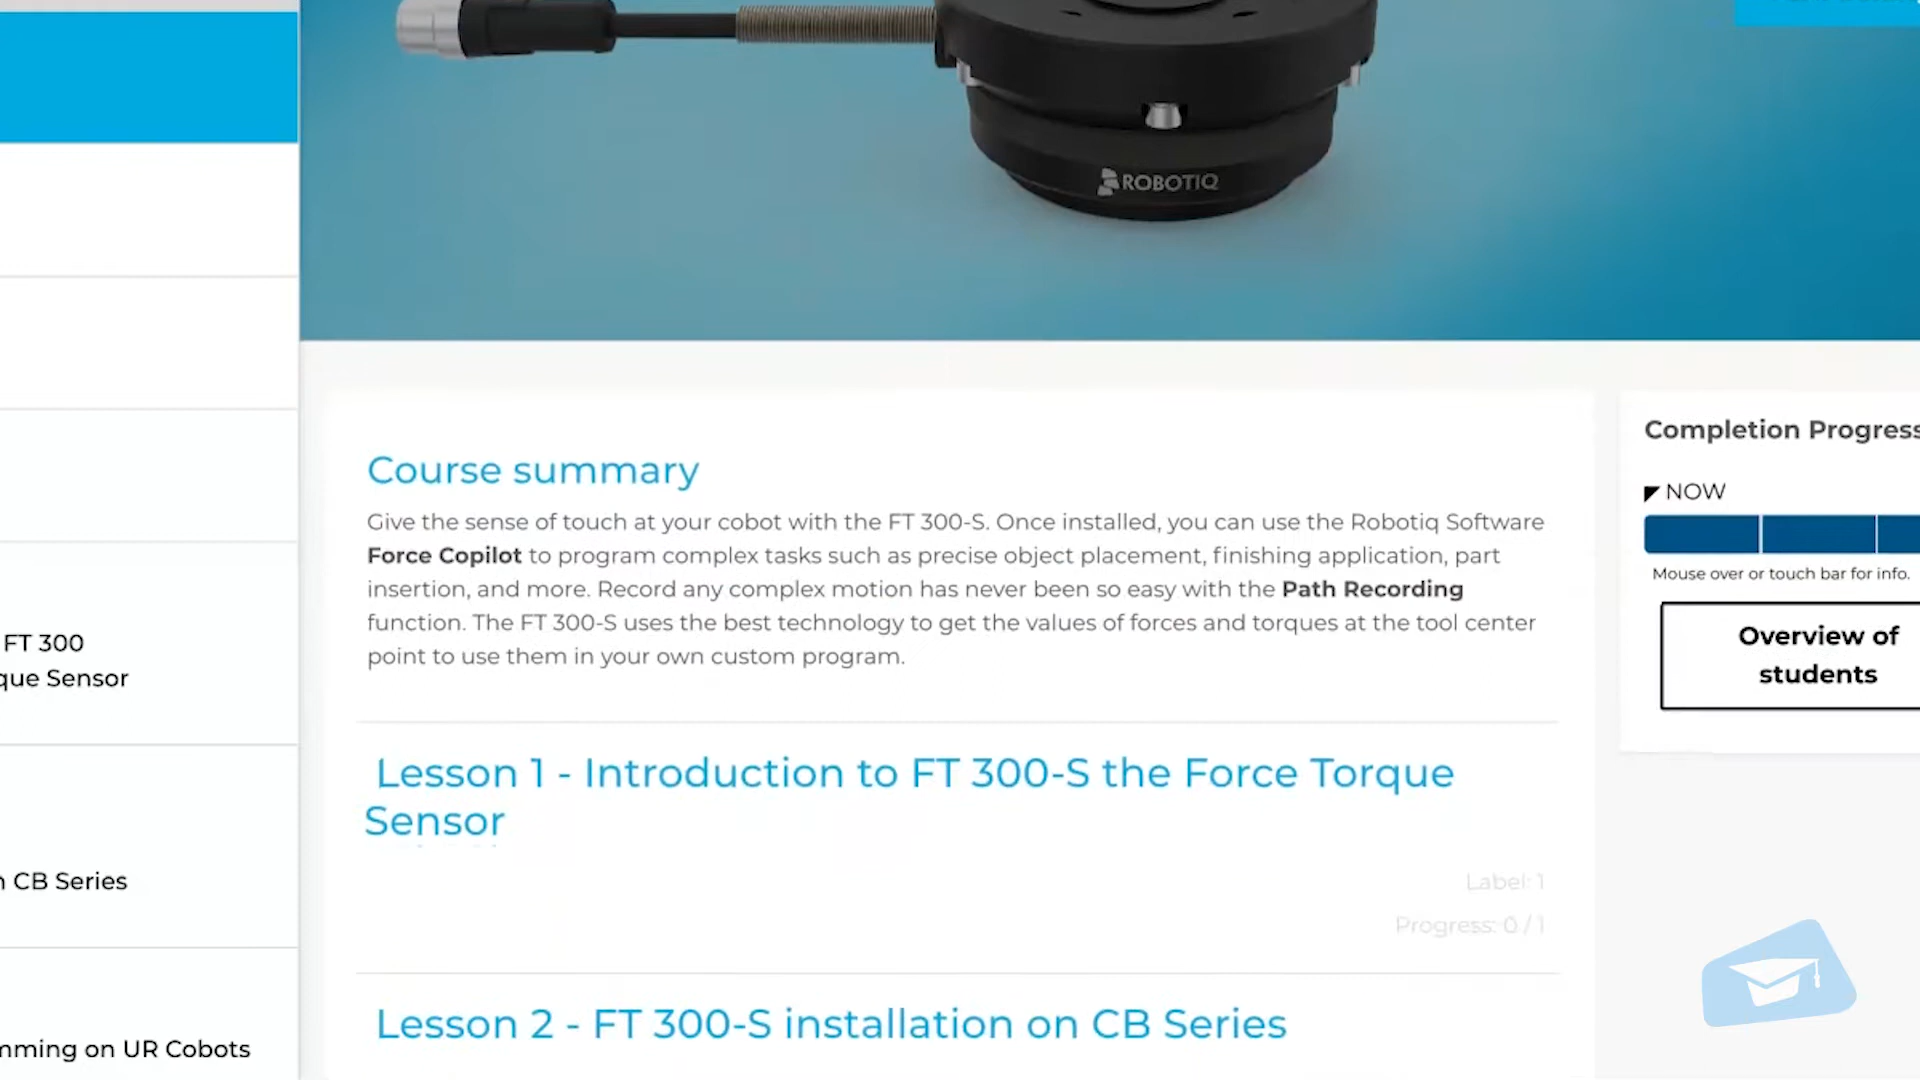 ROBOTIQ
FT 300
que Sensor
CB Series
mming on UR Cobots
Course summary
Give the sense of touch at your cobot with the FT 300-S. Once installed, you can use the Robotiq Software
Force Copilot to program complex tasks such as precise object placement, finishing application, part
insertion, and more. Record any complex motion has never been so easy with the Path Recording
function. The FT 300-S uses the best technology to get the values of forces and torques at the tool center
point to use them in your own custom program.
Lesson 1 - Introduction to FT 300-S the Force Torque
Sensor
Label: 1
Progress: 0 / 1
Lesson 2 - FT 300-S installation on CB Series
Completion Progress
NOW
Mouse over or touch bar for info.
Overview of
students